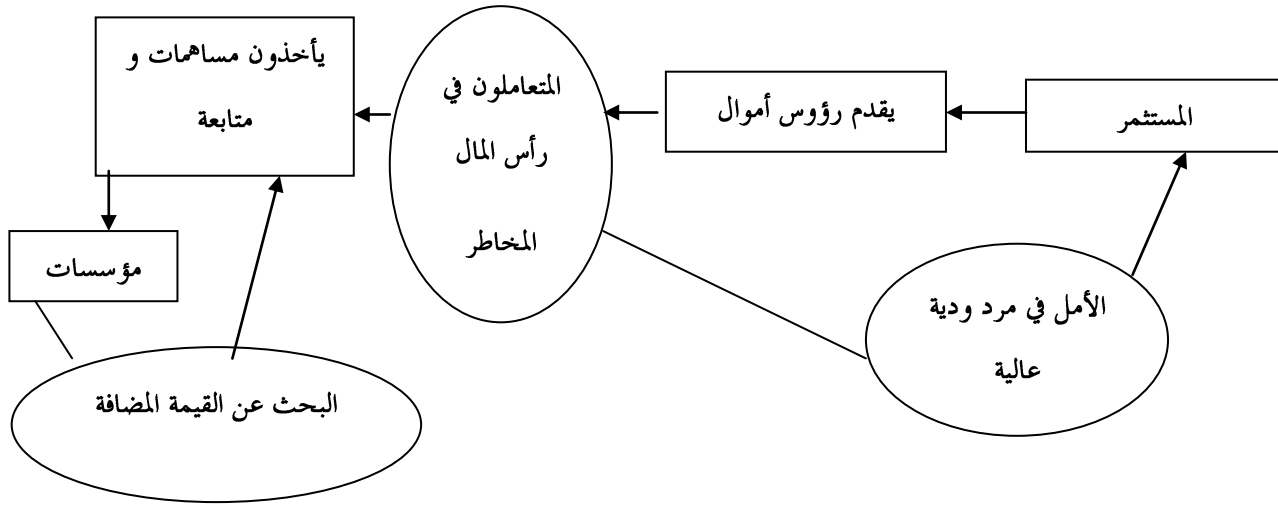 المستثمر
يقدم رؤوس أموال
المتعاملون في
رأس المال
المخاطر
يأخذون مساهمات و
متابعة
مؤسسات
البحث عن القيمة المضافة
الأمل في مرد ودية
عالية